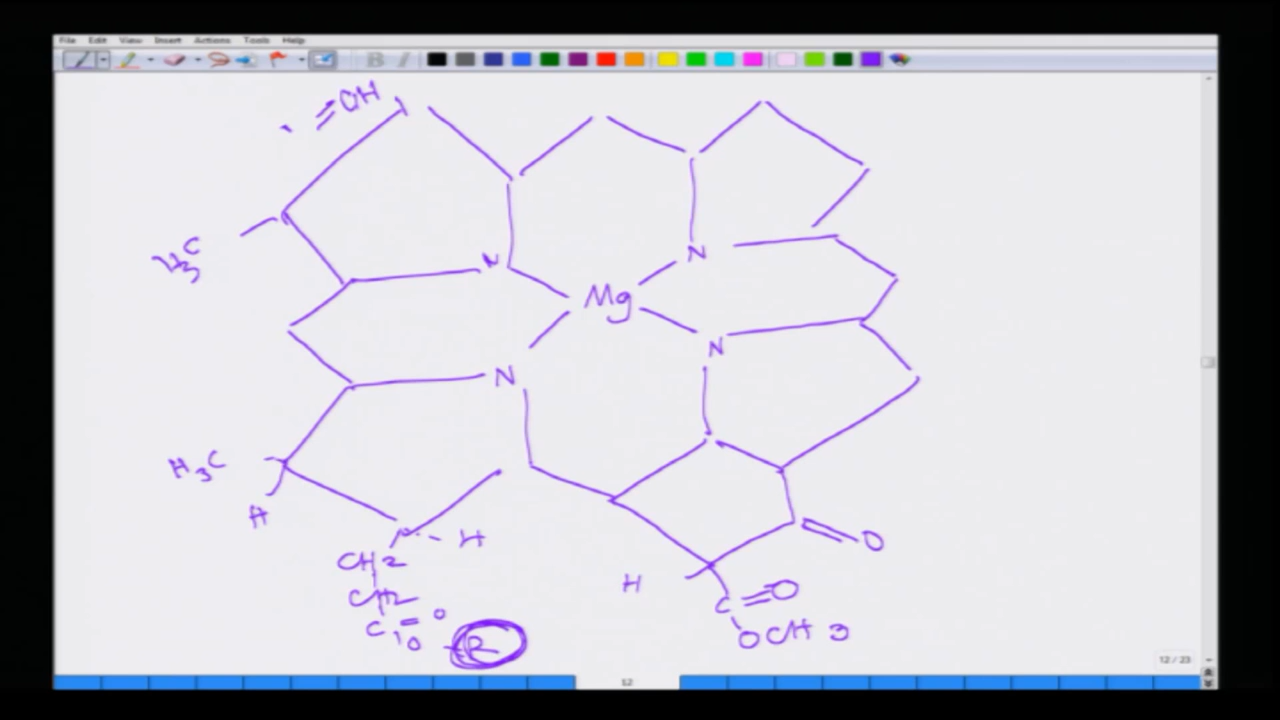 File Edit View Insert Actions Tools Help
B I
=OH
H3C
N
N
Mg
N
N
H3C
H
H
CH2
CH2
C=O
O-R
H
O
C=O
OCH3
12 / 23
12